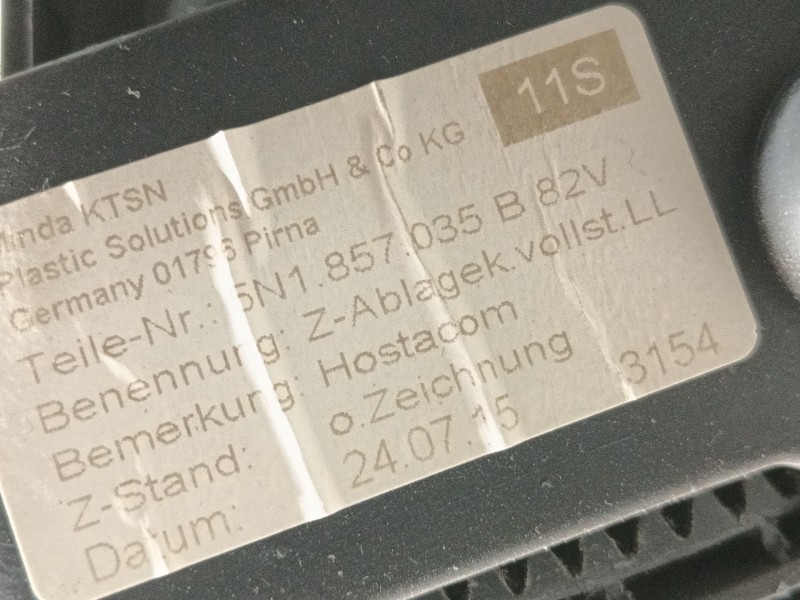 11S
Minda KTSN
Plastic Solutions GmbH & Co KG
Germany 01796 Pirna
Teile-Nr.: 5N1.857.035 B 82V
Benennung: Z-Ablagek.vollst.LL
Bemerkung: Hostacom
Z-Stand: o.Zeichnung
Datum: 24.07.15 3154